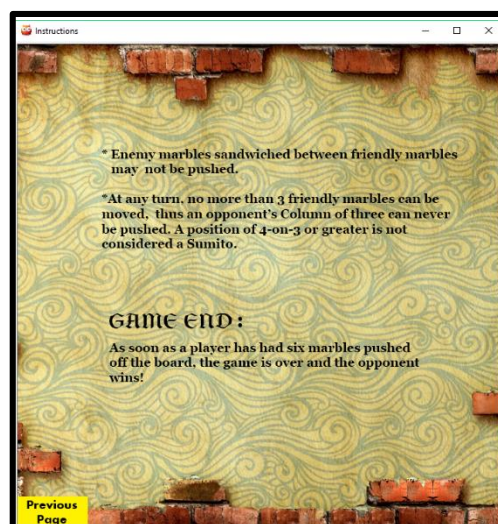 Instructions
* Enemy marbles sandwiched between friendly marbles
may not be pushed.
*At any turn, no more than 3 friendly marbles can be
moved, thus an opponent's Column of three can never
be pushed. A position of 4-on-3 or greater is not
considered a Sumito.
GAME END :
As soon as a player has had six marbles pushed
off the board, the game is over and the opponent
wins!
Previous
Page